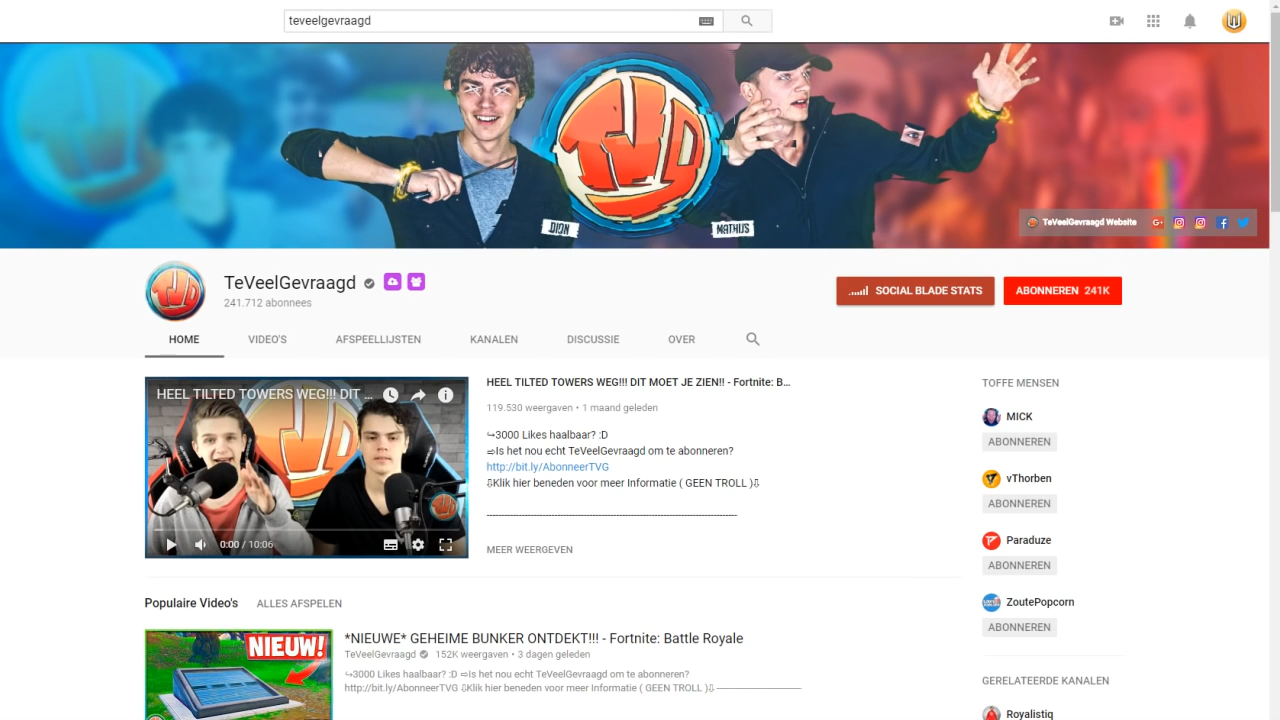 teveelgevraagd
TVG
DION
MATHIJS
TeVeelGevraagd Website
TVG
TeVeelGevraagd
241.712 abonnees
SOCIAL BLADE STATS
ABONNEREN 241K
HOME
VIDEO'S
AFSPEELLIJSTEN
KANALEN
DISCUSSIE
OVER
HEEL TILTED TOWERS WEG!!! DIT ...
0:00 / 10:06
HEEL TILTED TOWERS WEG!!! DIT MOET JE ZIEN!! - Fortnite: B...
119.530 weergaven • 1 maand geleden
↪3000 Likes haalbaar? :D
⇨Is het nou echt TeVeelGevraagd om te abonneren?
http://bit.ly/AbonneerTVG
⇩Klik hier beneden voor meer Informatie ( GEEN TROLL )⇩
MEER WEERGEVEN
TOFFE MENSEN
MICK
ABONNEREN
vThorben
ABONNEREN
Paraduze
ABONNEREN
ZoutePopcorn
ABONNEREN
GERELATEERDE KANALEN
Royalistiq
Populaire Video's
ALLES AFSPELEN
NIEUW!
*NIEUWE* GEHEIME BUNKER ONTDEKT!!! - Fortnite: Battle Royale
TeVeelGevraagd 152K weergaven • 3 dagen geleden
↪3000 Likes haalbaar? :D ⇨Is het nou echt TeVeelGevraagd om te abonneren?
http://bit.ly/AbonneerTVG ⇩Klik hier beneden voor meer Informatie ( GEEN TROLL )⇩ ----------------------------